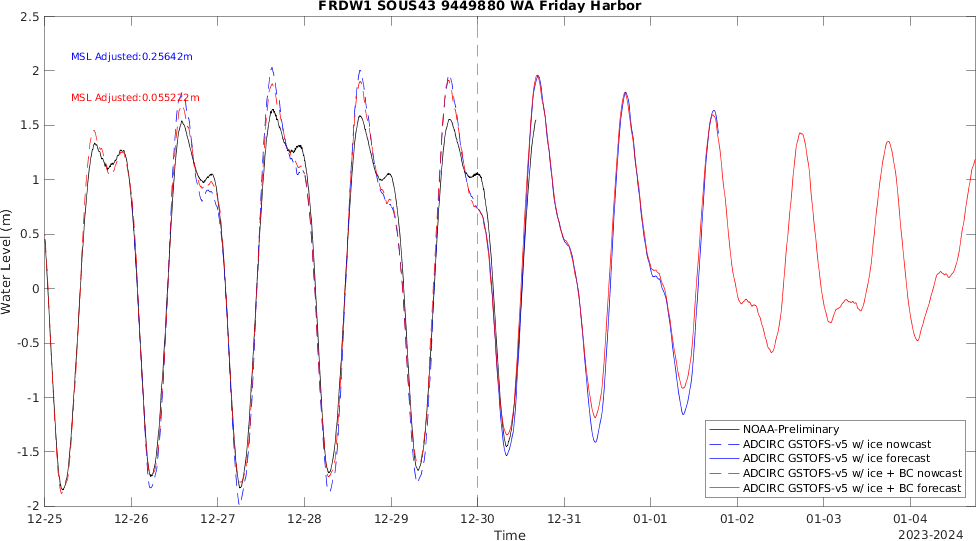 FRDW1 SOUS43 9449880 WA Friday Harbor
MSL Adjusted:0.25642m
MSL Adjusted:0.055272m
Water Level (m)
2.5
2
1.5
1
0.5
0
-0.5
-1
-1.5
-2
NOAA-Preliminary
ADCIRC GSTOFS-v5 w/ ice nowcast
ADCIRC GSTOFS-v5 w/ ice forecast
ADCIRC GSTOFS-v5 w/ ice + BC nowcast
ADCIRC GSTOFS-v5 w/ ice + BC forecast
12-25 12-26 12-27 12-28 12-29 12-30 12-31 01-01 01-02 01-03 01-04
Time
2023-2024